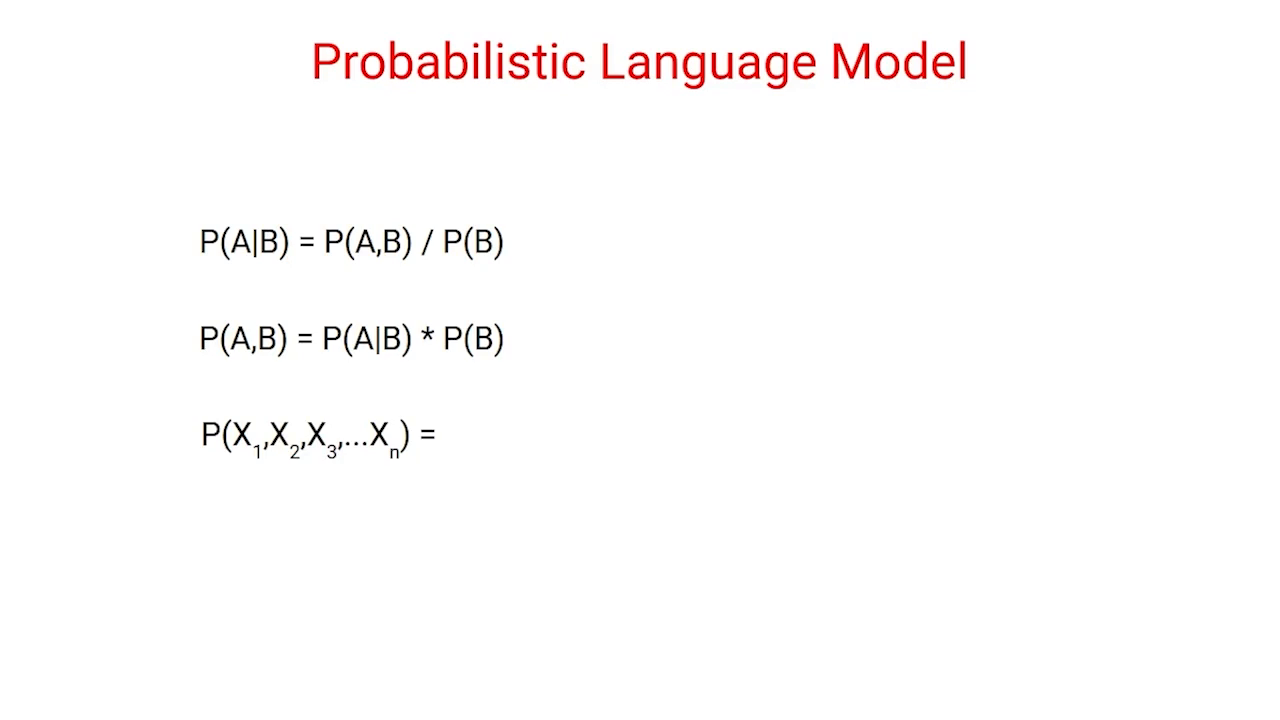 Probabilistic Language Model
P(A|B) = P(A,B) / P(B)
P(A,B) = P(A|B) * P(B)
P(X₁,X₂,X₃,...Xₙ) =